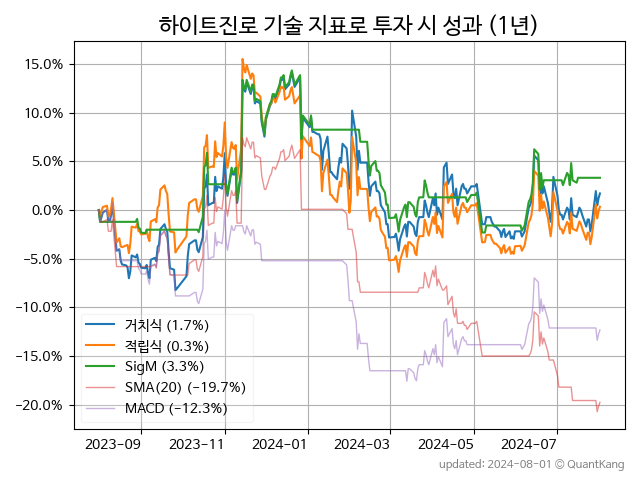 하이트진로 기술 지표로 투자 시 성과 (1년)
15.0%
10.0%
5.0%
0.0%
−5.0%
−10.0%
−15.0%
−20.0%
거치식 (1.7%)
적립식 (0.3%)
SigM (3.3%)
SMA(20) (−19.7%)
MACD (−12.3%)
2023-09 2023-11 2024-01 2024-03 2024-05 2024-07
updated: 2024-08-01 © QuantKang